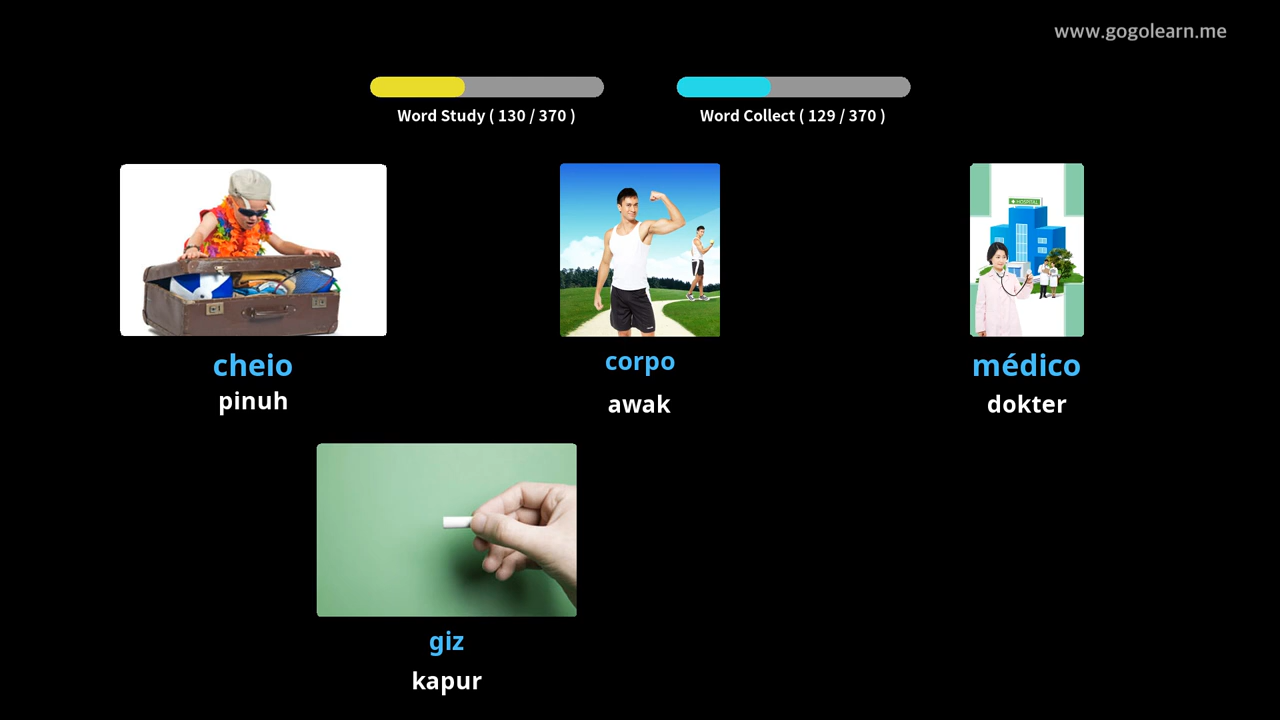 www.gogolearn.me
Word Study ( 130 / 370 )
Word Collect ( 129 / 370 )
HOSPITAL
cheio
pinuh
corpo
awak
médico
dokter
giz
kapur